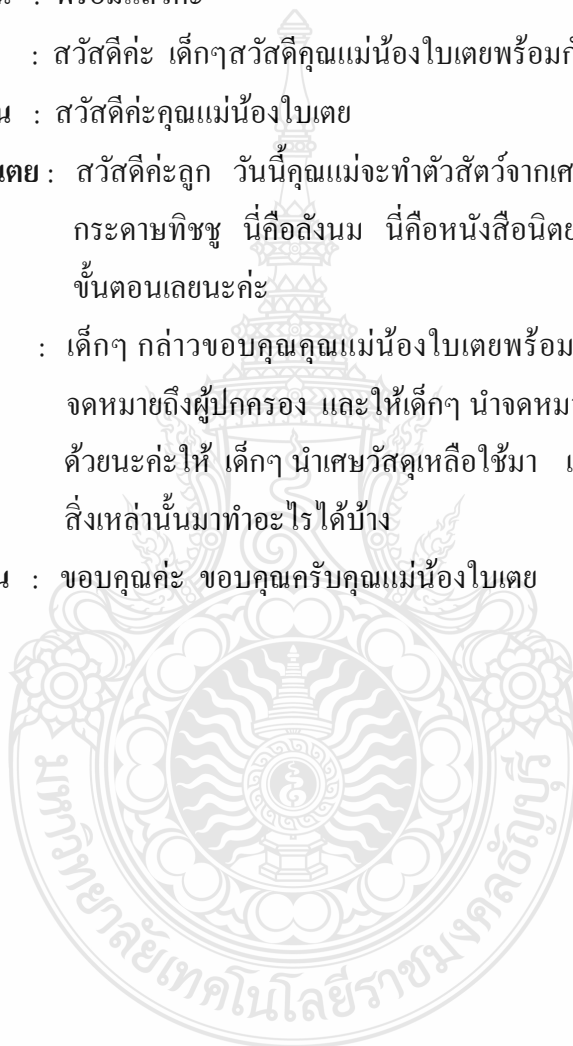 น : พร้อมแล้วค่ะ
: สวัสดีค่ะ เด็กๆสวัสดีคุณแม่น้องใบเตยพร้อมกั
น : สวัสดีค่ะคุณแม่น้องใบเตย
เตย : สวัสดีค่ะลูก วันนี้คุณแม่จะทำตัวสัตว์จากเศ
กระดาษทิชชู นี่คือลังนม นี่คือหนังสือนิตย
ขั้นตอนเลยนะค่ะ
: เด็กๆ กล่าวขอบคุณคุณแม่น้องใบเตยพร้อม
จดหมายถึงผู้ปกครอง และให้เด็กๆ นำจดหมา
ด้วยนะค่ะให้ เด็กๆ นำเศษวัสดุเหลือใช้มา เ
สิ่งเหล่านั้นมาทำอะไรได้บ้าง
น : ขอบคุณค่ะ ขอบคุณครับคุณแม่น้องใบเตย
มหาวิทยาลัยเทคโนโลยีราชมงคลธัญบุรี